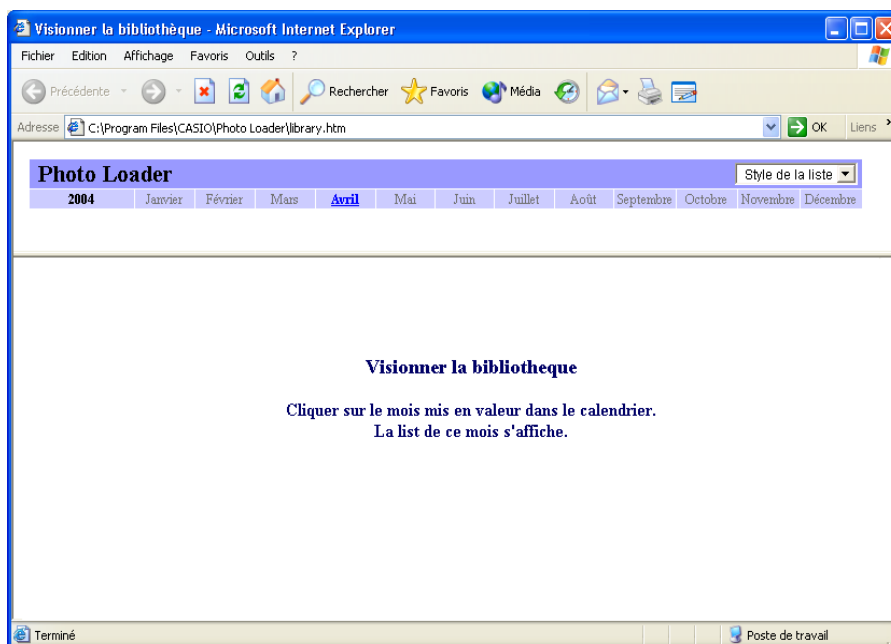 Visionner la bibliothèque - Microsoft Internet Explorer
Fichier Edition Affichage Favoris Outils ?
Précédente Rechercher Favoris Média
Adresse C:\Program Files\CASIO\Photo Loader\library.htm OK Liens »
Photo Loader Style de la liste
2004 Janvier Février Mars Avril Mai Juin Juillet Août Septembre Octobre Novembre Décembre
Visionner la bibliotheque
Cliquer sur le mois mis en valeur dans le calendrier.
La list de ce mois s'affiche.
Terminé Poste de travail